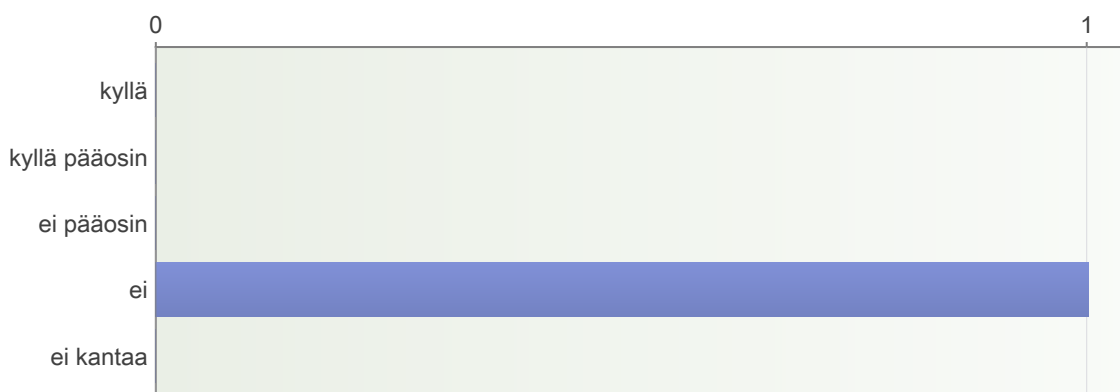 0 1
kyllä
kyllä pääosin
ei pääosin
ei
ei kantaa